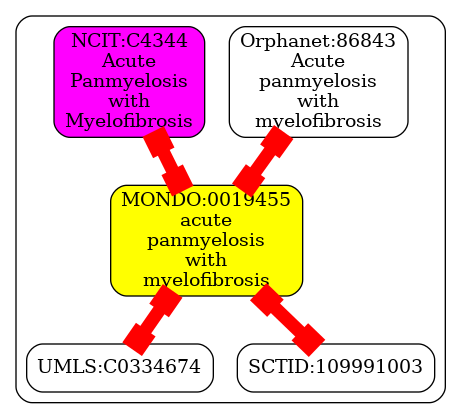 NCIT:C4344
Acute
Panmyelosis
with
Myelofibrosis
Orphanet:86843
Acute
panmyelosis
with
myelofibrosis
MONDO:0019455
acute
panmyelosis
with
myelofibrosis
UMLS:C0334674
SCTID:109991003